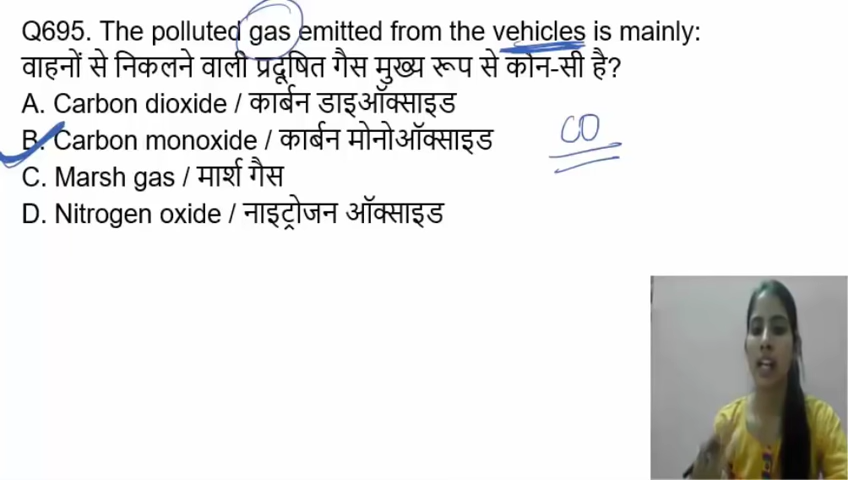 Q695. The polluted gas emitted from the vehicles is mainly:
वाहनों से निकलने वाली प्रदूषित गैस मुख्य रूप से कोन-सी है?
A. Carbon dioxide / कार्बन डाइऑक्साइड
B. Carbon monoxide / कार्बन मोनोऑक्साइड
CO
C. Marsh gas / मार्श गैस
D. Nitrogen oxide / नाइट्रोजन ऑक्साइड